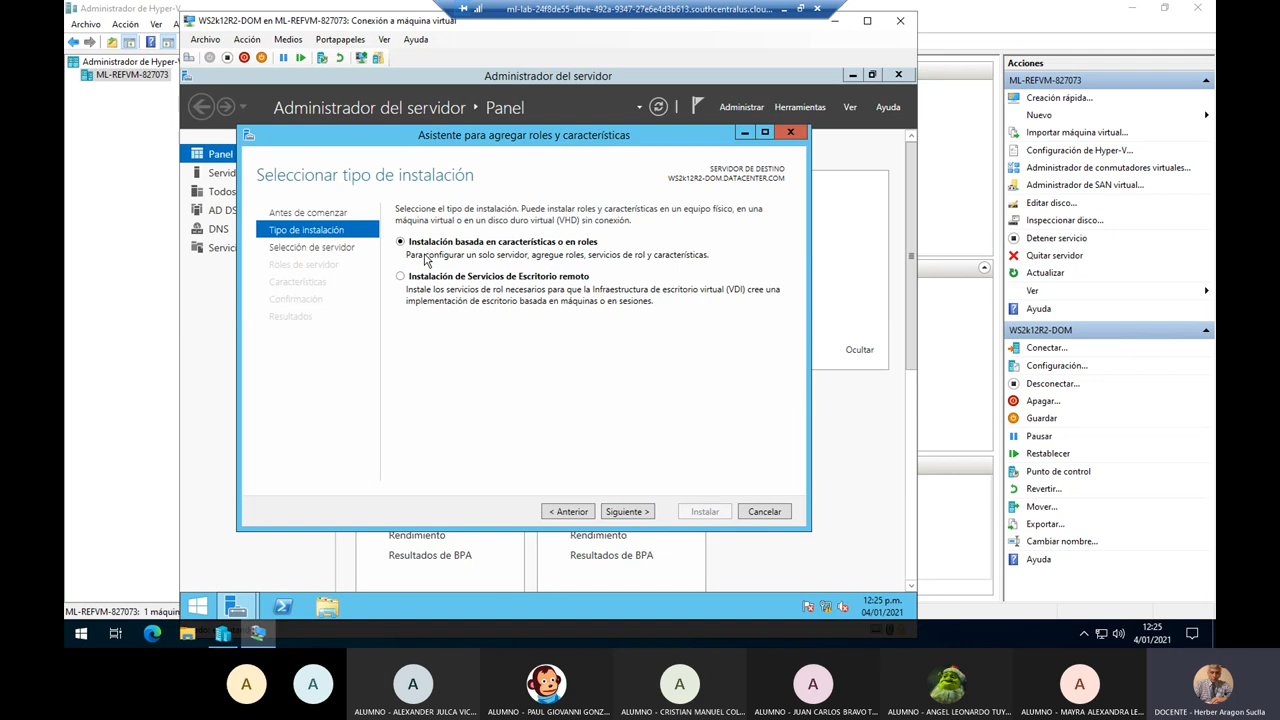 Administrador de Hyper-V
WS2k12R2-DOM en ML-REFVM-827073: Conexión a máquina virtual
ml-lab-24f8de55-dfbe-492a-9347-27e6e4d3b613.southcentralus.clou...
Archivo Acción Ver
Archivo Acción Medios Portapapeles Ver Ayuda
Administrador de Hyper-V
ML-REFVM-827073
Administrador del servidor
Administrador del servidor Panel
Administrar Herramientas Ver Ayuda
Panel
Servid
Todos
AD DS
DNS
Servici
Asistente para agregar roles y características
Seleccionar tipo de instalación
SERVIDOR DE DESTINO
WS2K12R2-DOM.DATACENTER.COM
Antes de comenzar
Tipo de instalación
Selección de servidor
Roles de servidor
Características
Confirmación
Resultados
Seleccione el tipo de instalación. Puede instalar roles y características en un equipo físico, en una
máquina virtual o en un disco duro virtual (VHD) sin conexión.
Instalación basada en características o en roles
Para configurar un solo servidor, agregue roles, servicios de rol y características.
Instalación de Servicios de Escritorio remoto
Instale los servicios de rol necesarios para que la Infraestructura de escritorio virtual (VDI) cree una
implementación de escritorio basada en máquinas o en sesiones.
< Anterior Siguiente > Instalar Cancelar
Ocultar
Rendimiento
Resultados de BPA
Rendimiento
Resultados de BPA
12:25 p.m.
04/01/2021
ML-REFVM-827073: 1 máquin
Acciones
ML-REFVM-827073
Creación rápida...
Nuevo
Importar máquina virtual...
Configuración de Hyper-V...
Administrador de conmutadores virtuales...
Administrador de SAN virtual...
Editar disco...
Inspeccionar disco...
Detener servicio
Quitar servidor
Actualizar
Ver
Ayuda
WS2k12R2-DOM
Conectar...
Configuración...
Desconectar...
Apagar...
Guardar
Pausar
Restablecer
Punto de control
Revertir...
Mover...
Exportar...
Cambiar nombre...
Ayuda
12:25
4/01/2021
A A A A A A
ALUMNO - ALEXANDER JULCA VIC...
ALUMNO - PAUL GIOVANNI GONZ...
ALUMNO - CRISTIAN MANUEL COL...
ALUMNO - JUAN CARLOS BRAVO T...
ALUMNO - ANGEL LEONARDO TUY...
ALUMNO - MAYRA ALEXANDRA LE...
DOCENTE - Herber Aragon Suclla